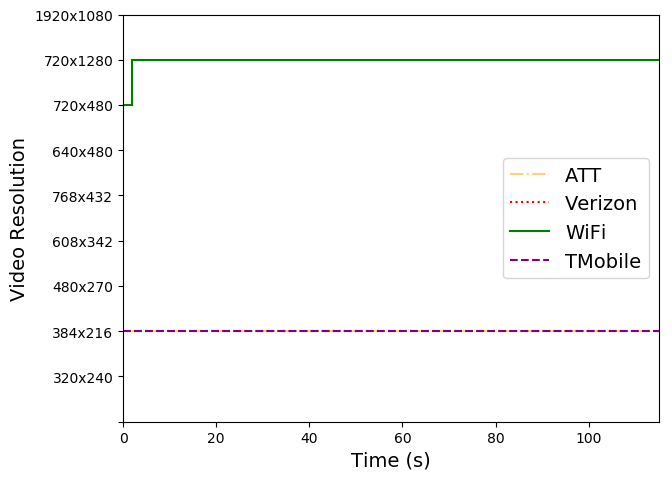 1920x1080
720x1280
720x480
640x480
768x432
608x342
480x270
384x216
320x240
Video Resolution
ATT
Verizon
WiFi
TMobile
0 20 40 60 80 100
Time (s)